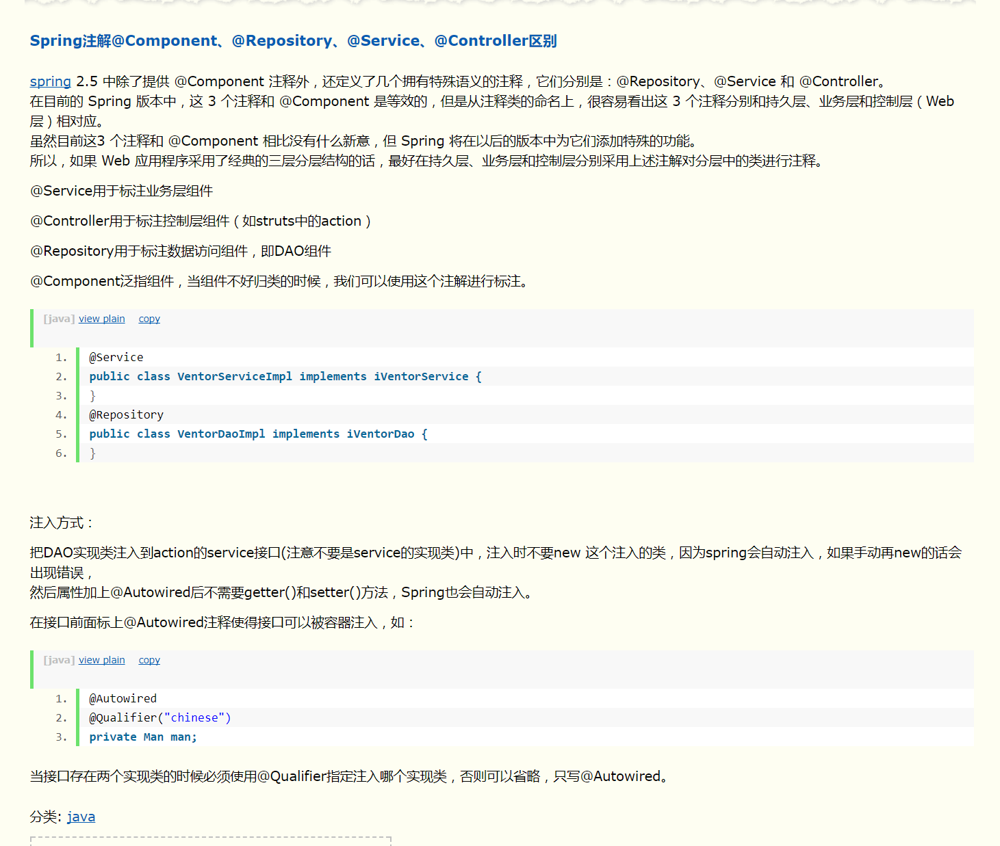 Spring注解@Component、@Repository、@Service、@Controller区别
spring 2.5 中除了提供 @Component 注释外，还定义了几个拥有特殊语义的注释，它们分别是：@Repository、@Service 和 @Controller。
在目前的 Spring 版本中，这 3 个注释和 @Component 是等效的，但是从注释类的命名上，很容易看出这 3 个注释分别和持久层、业务层和控制层（Web
层）相对应。
虽然目前这3 个注释和 @Component 相比没有什么新意，但 Spring 将在以后的版本中为它们添加特殊的功能。
所以，如果 Web 应用程序采用了经典的三层分层结构的话，最好在持久层、业务层和控制层分别采用上述注解对分层中的类进行注释。
@Service用于标注业务层组件
@Controller用于标注控制层组件（如struts中的action）
@Repository用于标注数据访问组件，即DAO组件
@Component泛指组件，当组件不好归类的时候，我们可以使用这个注解进行标注。
[java] view plain copy
1. @Service
2. public class VentorServiceImpl implements iVentorService {
3. }
4. @Repository
5. public class VentorDaoImpl implements iVentorDao {
6. }
注入方式：
把DAO实现类注入到action的service接口(注意不要是service的实现类)中，注入时不要new 这个注入的类，因为spring会自动注入，如果手动再new的话会
出现错误，
然后属性加上@Autowired后不需要getter()和setter()方法，Spring也会自动注入。
在接口前面标上@Autowired注释使得接口可以被容器注入，如：
[java] view plain copy
1. @Autowired
2. @Qualifier("chinese")
3. private Man man;
当接口存在两个实现类的时候必须使用@Qualifier指定注入哪个实现类，否则可以省略，只写@Autowired。
分类: java